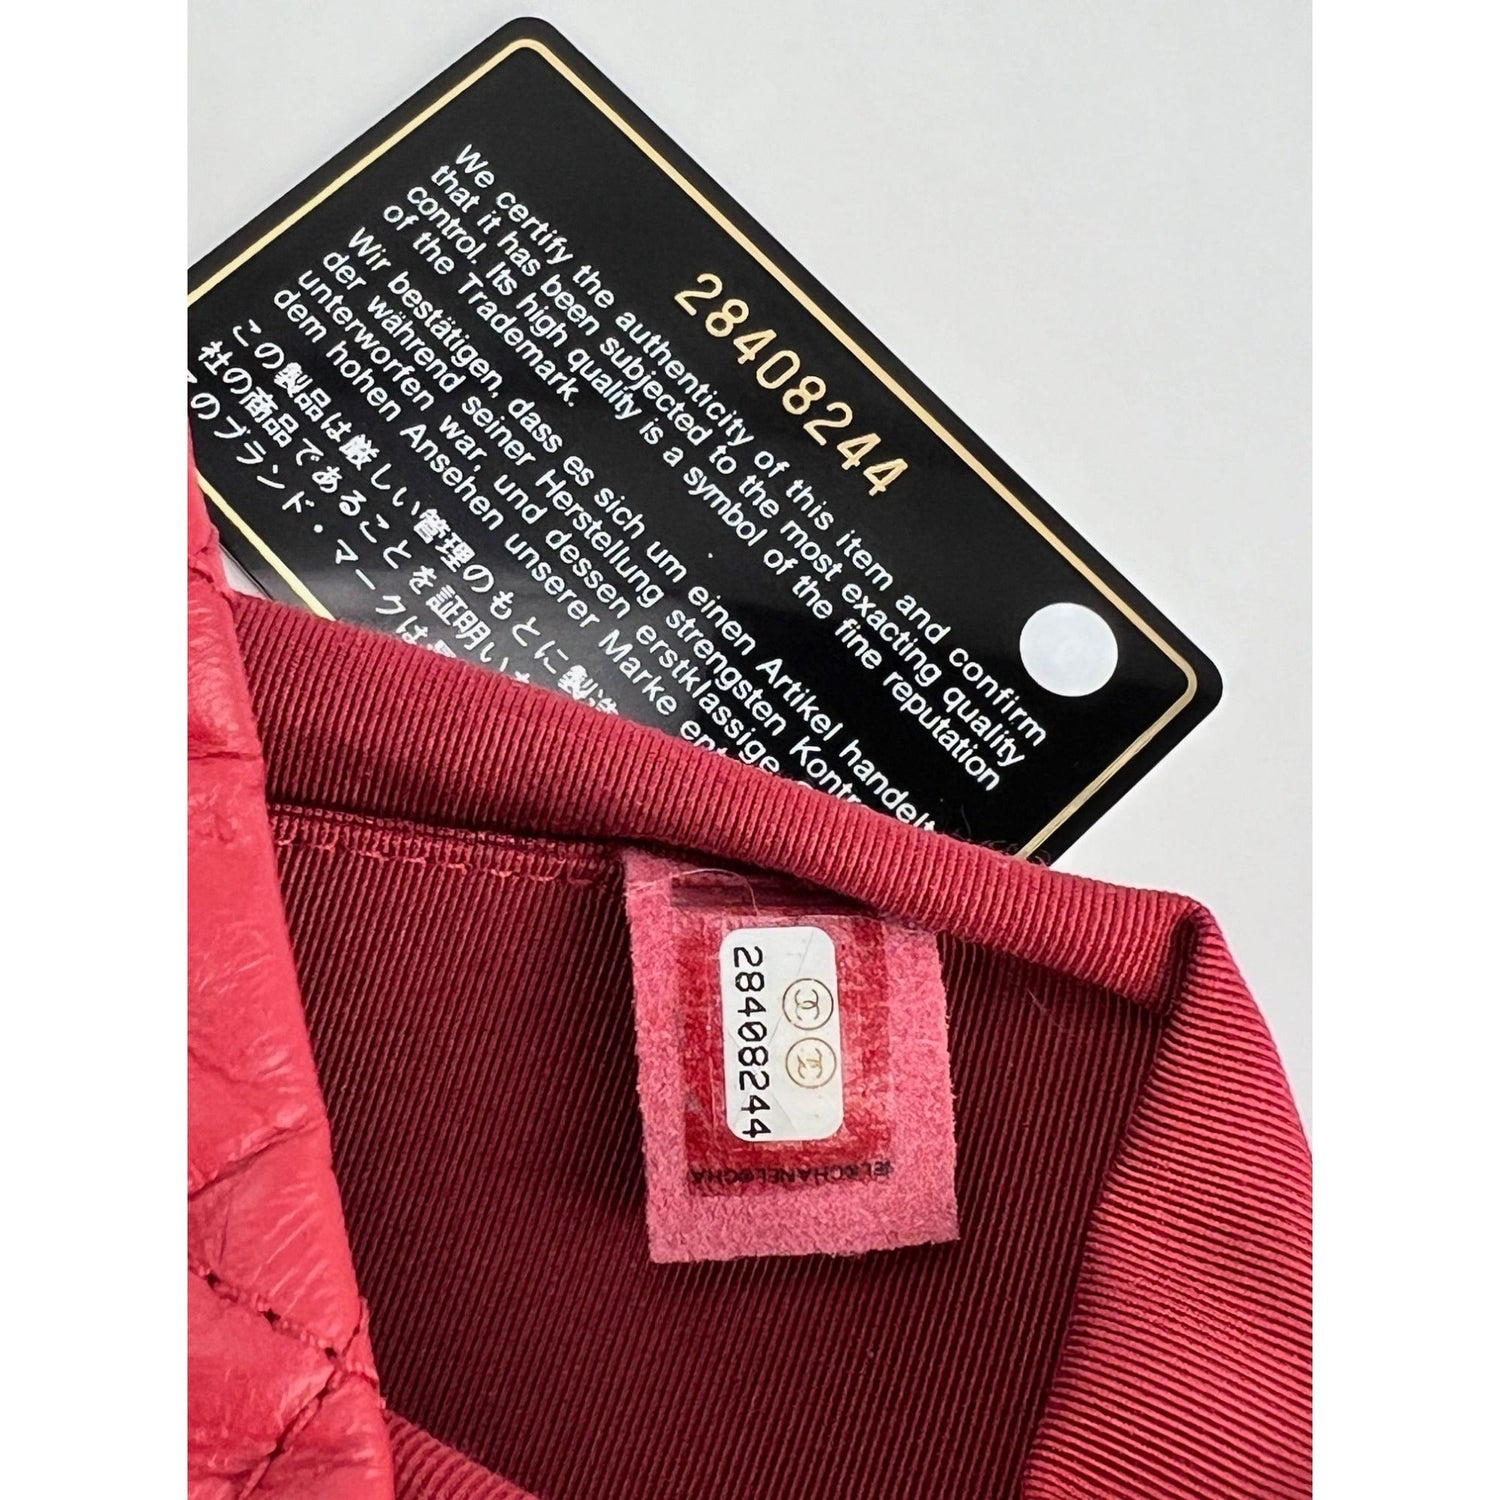 28408244
We certify the authenticity of this item and confirm
that it has been subjected to the most exacting quality
control. Its high quality is a symbol of the fine reputation
of the Trademark.
Wir bestätigen, dass es sich um einen Artikel handelt
der während seiner Herstellung strengsten Kontr
unterworfen war, und dessen erstklassige
dem hohen Ansehen unserer Marke ent
この製品は厳しい管理のもとに製造
社の商品であることを証明い
のブランド・マークは
28408244
CHANEL CHA